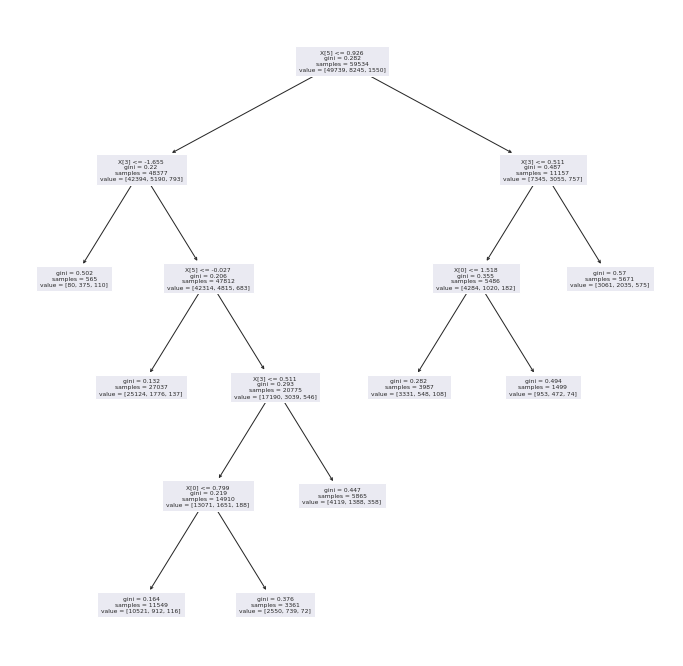 X[5] <= 0.926
gini = 0.282
samples = 59534
value = [49739, 8245, 1550]
X[3] <= -1.655
gini = 0.22
samples = 48377
value = [42394, 5190, 793]
X[3] <= 0.511
gini = 0.487
samples = 11157
value = [7345, 3055, 757]
gini = 0.502
samples = 565
value = [80, 375, 110]
X[5] <= -0.027
gini = 0.206
samples = 47812
value = [42314, 4815, 683]
X[0] <= 1.518
gini = 0.355
samples = 5486
value = [4284, 1020, 182]
gini = 0.57
samples = 5671
value = [3061, 2035, 575]
gini = 0.132
samples = 27037
value = [25124, 1776, 137]
X[3] <= 0.511
gini = 0.293
samples = 20775
value = [17190, 3039, 546]
gini = 0.282
samples = 3987
value = [3331, 548, 108]
gini = 0.494
samples = 1499
value = [953, 472, 74]
X[0] <= 0.799
gini = 0.219
samples = 14910
value = [13071, 1651, 188]
gini = 0.447
samples = 5865
value = [4119, 1388, 358]
gini = 0.164
samples = 11549
value = [10521, 912, 116]
gini = 0.376
samples = 3361
value = [2550, 739, 72]